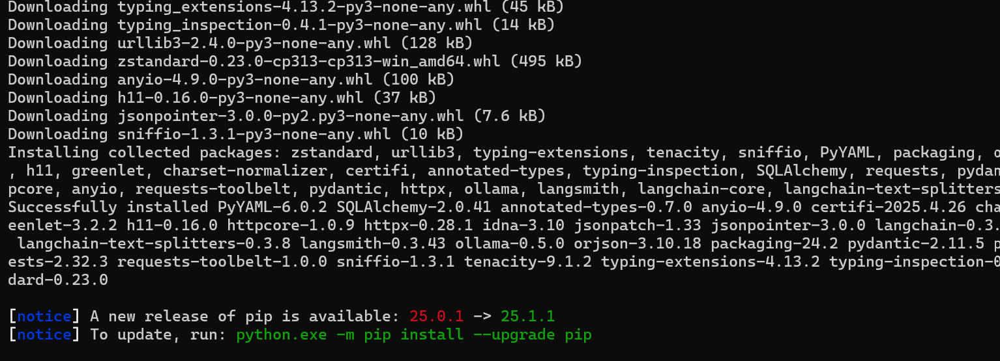 Downloading typing_extensions-4.13.2-py3-none-any.whl (45 kB)
Downloading typing_inspection-0.4.1-py3-none-any.whl (14 kB)
Downloading urllib3-2.4.0-py3-none-any.whl (128 kB)
Downloading zstandard-0.23.0-cp313-cp313-win_amd64.whl (495 kB)
Downloading anyio-4.9.0-py3-none-any.whl (100 kB)
Downloading h11-0.16.0-py3-none-any.whl (37 kB)
Downloading jsonpointer-3.0.0-py2.py3-none-any.whl (7.6 kB)
Downloading sniffio-1.3.1-py3-none-any.whl (10 kB)
Installing collected packages: zstandard, urllib3, typing-extensions, tenacity, sniffio, PyYAML, packaging,
, h11, greenlet, charset-normalizer, certifi, annotated-types, typing-inspection, SQLAlchemy, requests, pydan
pcore, anyio, requests-toolbelt, pydantic, httpx, ollama, langsmith, langchain-core, langchain-text-splitters
Successfully installed PyYAML-6.0.2 SQLAlchemy-2.0.41 annotated-types-0.7.0 anyio-4.9.0 certifi-2025.4.26 cha
eenlet-3.2.2 h11-0.16.0 httpcore-1.0.9 httpx-0.28.1 idna-3.10 jsonpatch-1.33 jsonpointer-3.0.0 langchain-0.3.
langchain-text-splitters-0.3.8 langsmith-0.3.43 ollama-0.5.0 orjson-3.10.18 packaging-24.2 pydantic-2.11.5 p
ests-2.32.3 requests-toolbelt-1.0.0 sniffio-1.3.1 tenacity-9.1.2 typing-extensions-4.13.2 typing-inspection-0
dard-0.23.0
[notice] A new release of pip is available: 25.0.1 -> 25.1.1
[notice] To update, run: python.exe -m pip install --upgrade pip